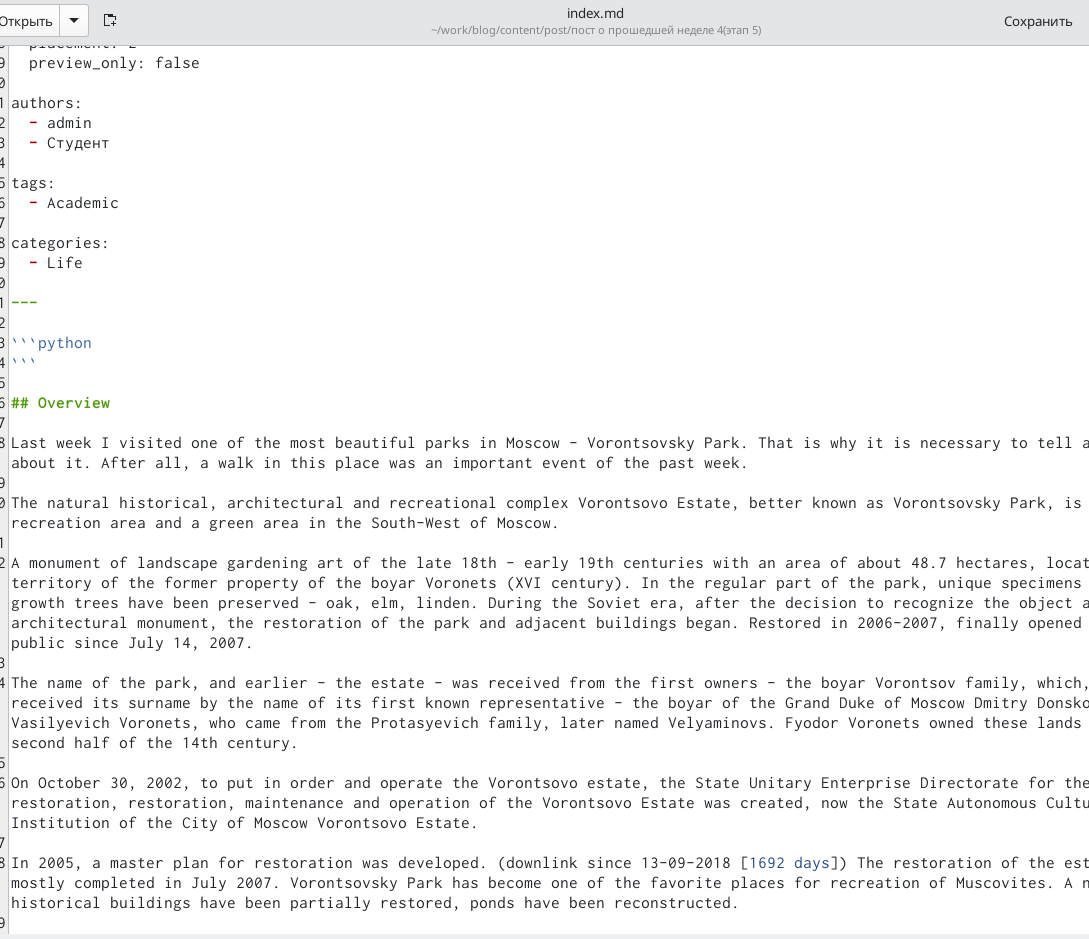 Открыть
index.md
~/work/blog/content/post/пост о прошедшей неделе 4(этап 5)
Сохранить
9 preview_only: false
0
1 authors:
2 - admin
3 - Студент
4
5 tags:
6 - Academic
7
8 categories:
9 - Life
0
1 ---
2
3 ```python
4 ```
5
6 ## Overview
7
8 Last week I visited one of the most beautiful parks in Moscow - Vorontsovsky Park. That is why it is necessary to tell a
about it. After all, a walk in this place was an important event of the past week.
9
0 The natural historical, architectural and recreational complex Vorontsovo Estate, better known as Vorontsovsky Park, is
recreation area and a green area in the South-West of Moscow.
1
2 A monument of landscape gardening art of the late 18th - early 19th centuries with an area of about 48.7 hectares, locat
territory of the former property of the boyar Voronets (XVI century). In the regular part of the park, unique specimens
growth trees have been preserved - oak, elm, linden. During the Soviet era, after the decision to recognize the object a
architectural monument, the restoration of the park and adjacent buildings began. Restored in 2006-2007, finally opened
public since July 14, 2007.
3
4 The name of the park, and earlier - the estate - was received from the first owners - the boyar Vorontsov family, which,
received its surname by the name of its first known representative - the boyar of the Grand Duke of Moscow Dmitry Donsko
Vasilyevich Voronets, who came from the Protasyevich family, later named Velyaminovs. Fyodor Voronets owned these lands
second half of the 14th century.
5
6 On October 30, 2002, to put in order and operate the Vorontsovo estate, the State Unitary Enterprise Directorate for the
restoration, restoration, maintenance and operation of the Vorontsovo Estate was created, now the State Autonomous Cultu
Institution of the City of Moscow Vorontsovo Estate.
7
8 In 2005, a master plan for restoration was developed. (downlink since 13-09-2018 [1692 days]) The restoration of the est
mostly completed in July 2007. Vorontsovsky Park has become one of the favorite places for recreation of Muscovites. A n
historical buildings have been partially restored, ponds have been reconstructed.
9